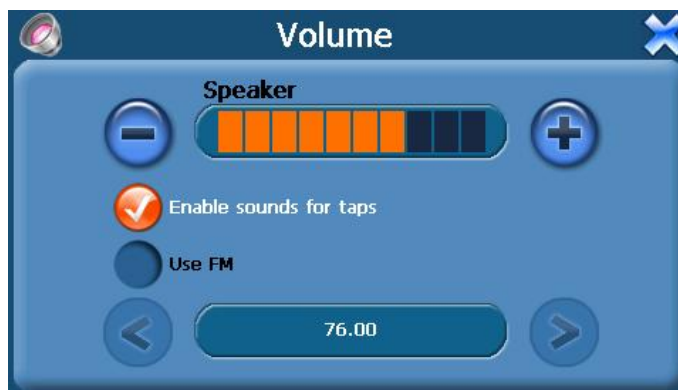 Volume
Speaker
Enable sounds for taps
Use FM
76.00